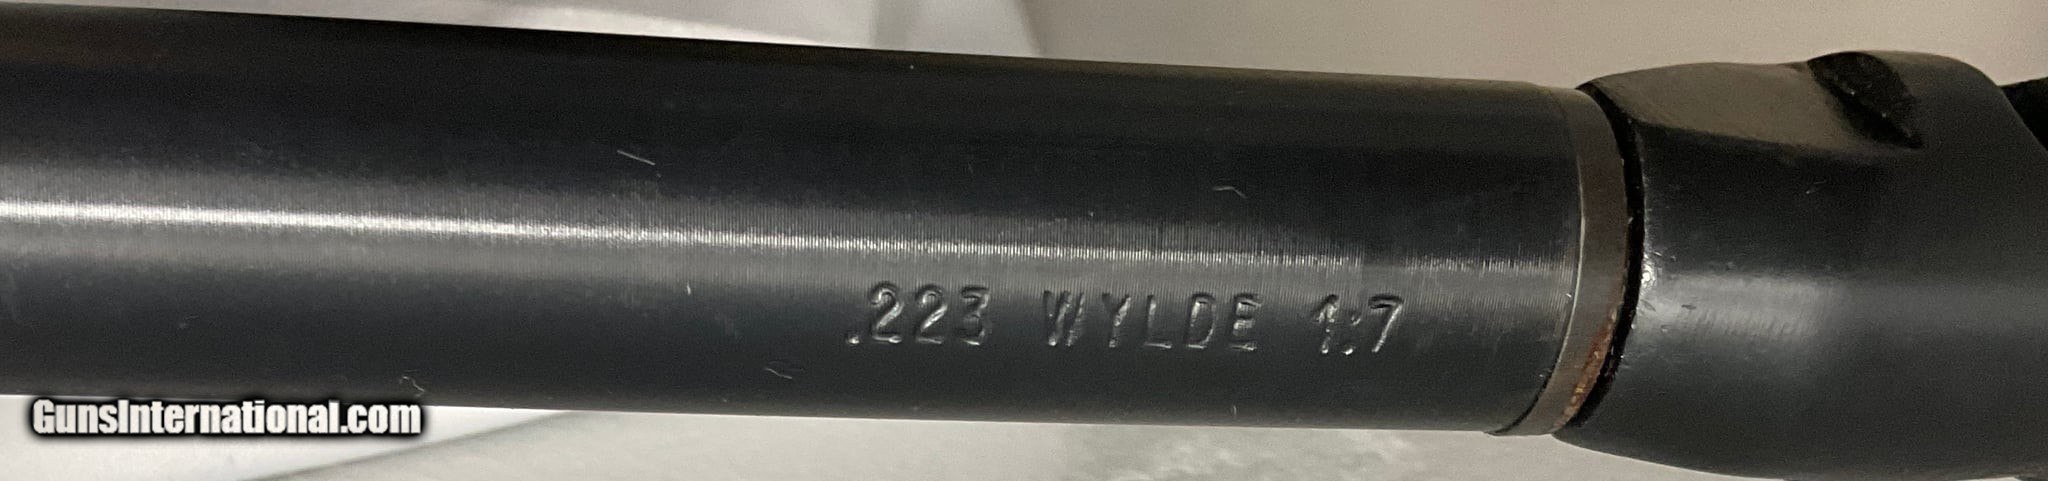 .223 WYLDE 1:7
GunsInternational.com